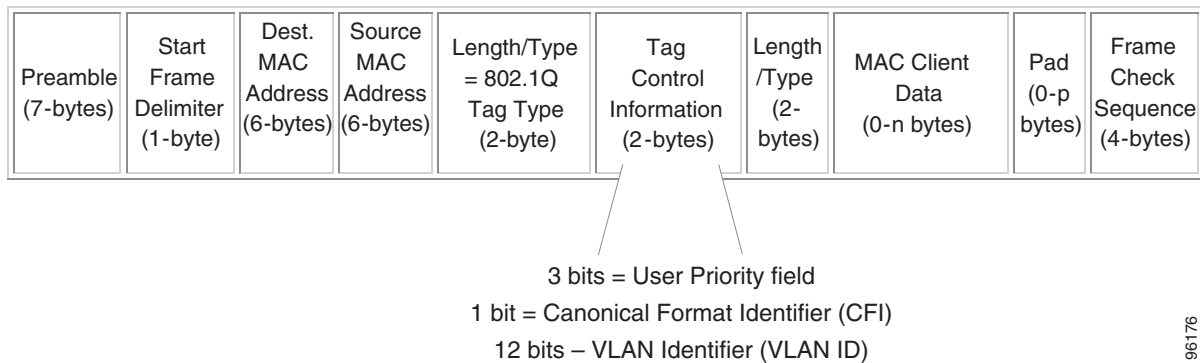 Preamble
(7-bytes)
Start
Frame
Delimiter
(1-byte)
Dest.
MAC
Address
(6-bytes)
Source
MAC
Address
(6-bytes)
Length/Type
= 802.1Q
Tag Type
(2-byte)
Tag
Control
Information
(2-bytes)
Length
/Type
(2-
bytes)
MAC Client
Data
(0-n bytes)
Pad
(0-p
bytes)
Frame
Check
Sequence
(4-bytes)
3 bits = User Priority field
1 bit = Canonical Format Identifier (CFI)
12 bits – VLAN Identifier (VLAN ID)
96176